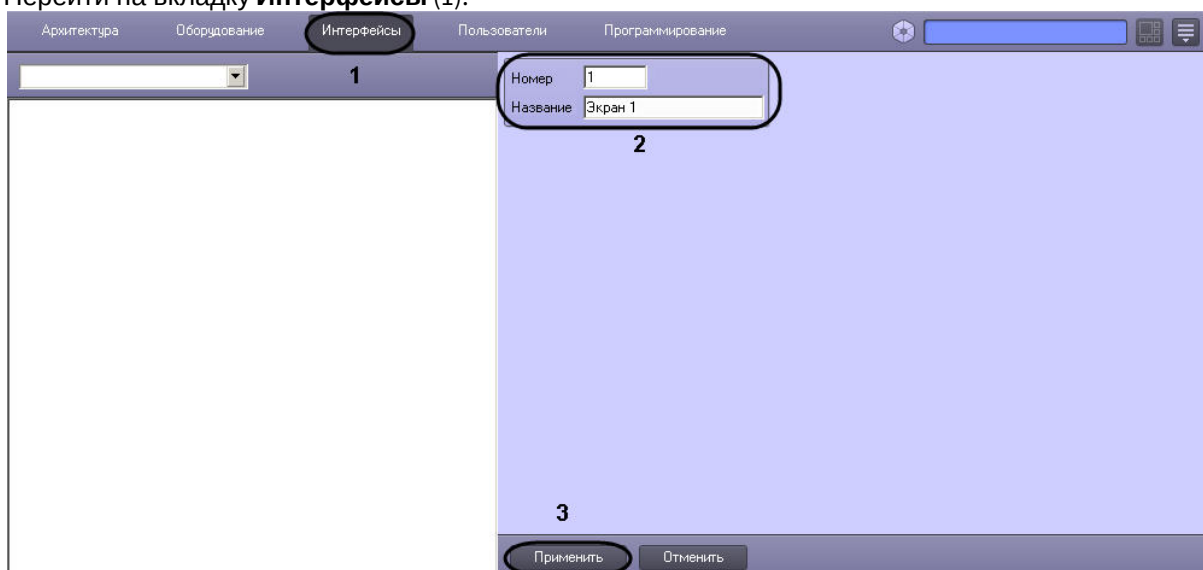 Перейти на вкладку Интерфейсы (1).
Архитектура Оборудование Интерфейсы Пользователи Программирование
1
Номер 1
Название Экран 1
2
3
Применить Отменить